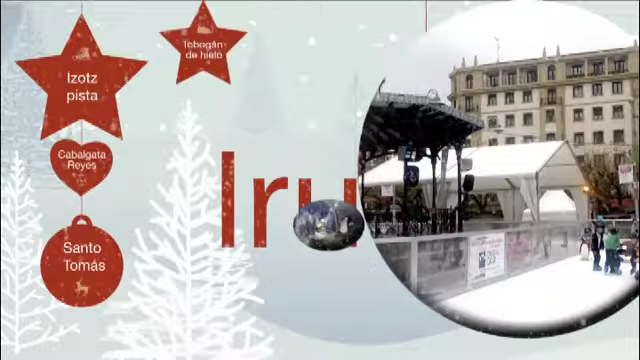 Izotz
pista
Tobogán
de hielo
Cabalgata
Reyes
Santo
Tomás
Iru